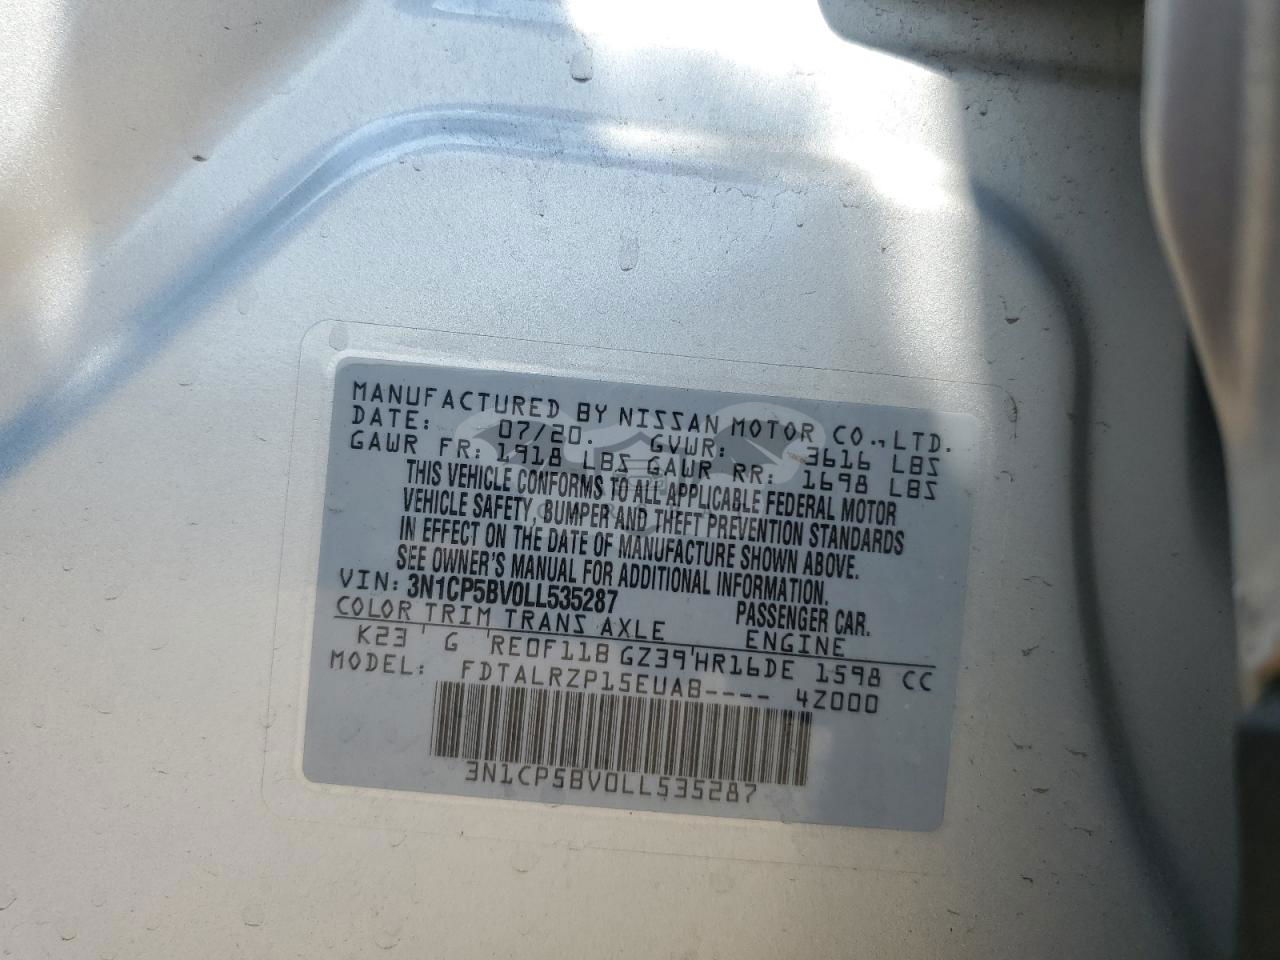 MANUFACTURED BY NISSAN MOTOR CO., LTD.
DATE: 07/20. GVWR: 3616 LBS
GAWR FR: 1918 LBS GAWR RR: 1698 LBS
THIS VEHICLE CONFORMS TO ALL APPLICABLE FEDERAL MOTOR
VEHICLE SAFETY, BUMPER AND THEFT PREVENTION STANDARDS
IN EFFECT ON THE DATE OF MANUFACTURE SHOWN ABOVE.
SEE OWNER'S MANUAL FOR ADDITIONAL INFORMATION.
VIN: 3N1CP5BV0LL535287 PASSENGER CAR.
COLOR TRIM TRANS AXLE ENGINE
K23 G RE0F11B GZ39 HR16DE 1598 CC
MODEL: FDTALRZP15EUAB---- 4Z000
3N1CP5BV0LL535287